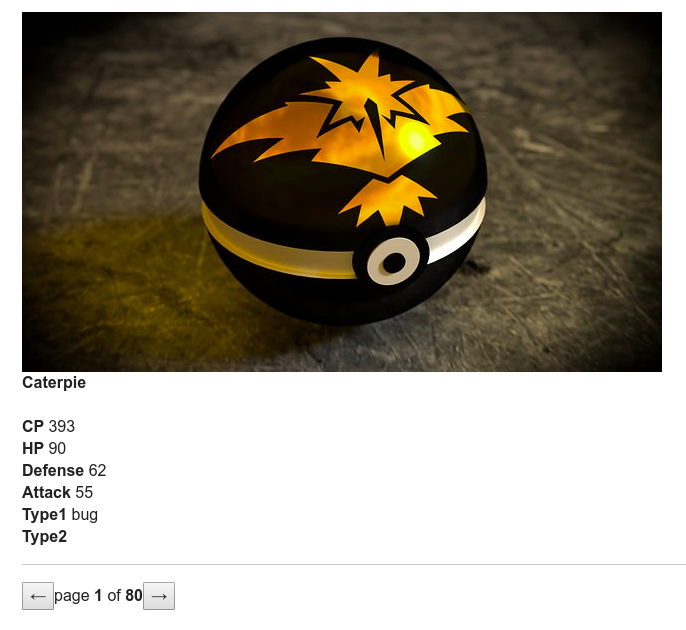 Caterpie
CP 393
HP 90
Defense 62
Attack 55
Type1 bug
Type2
← page 1 of 80 →